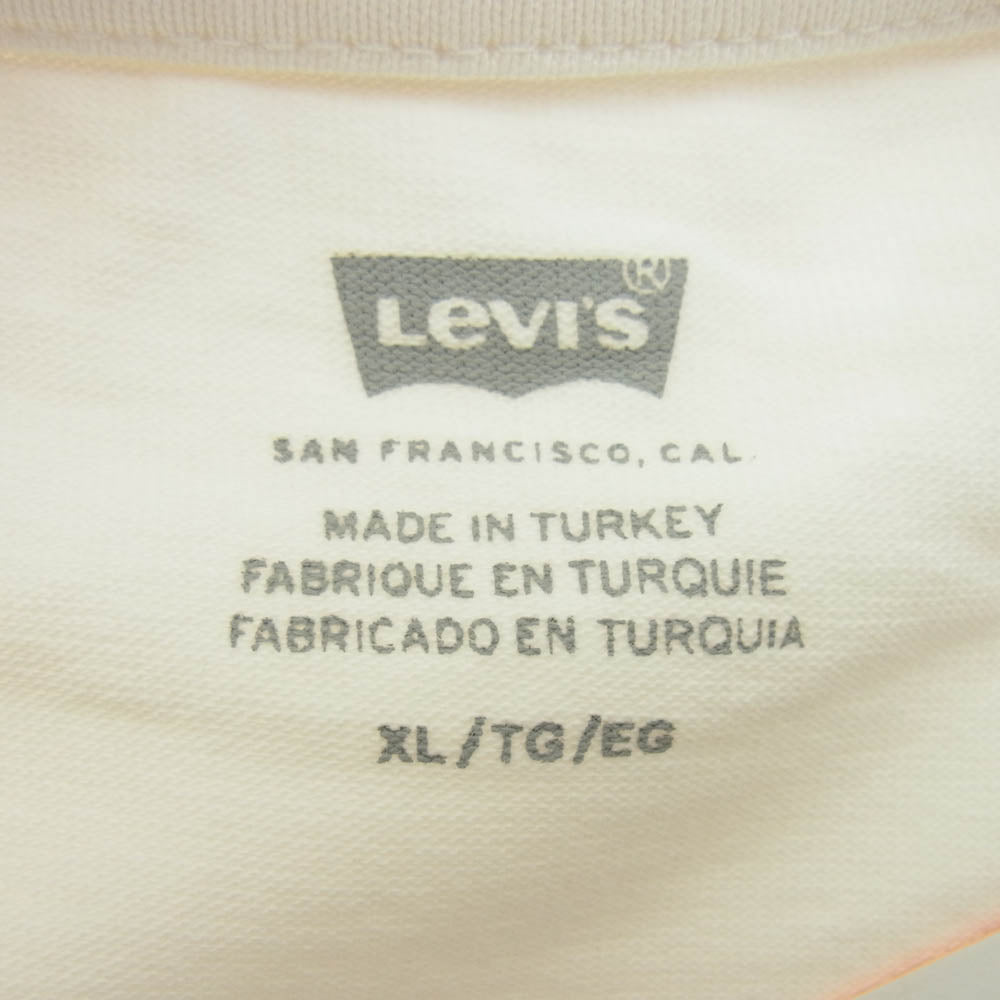 LEVI'S®
SAN FRANCISCO, CAL.
MADE IN TURKEY
FABRIQUE EN TURQUIE
FABRICADO EN TURQUIA
XL/TG/EG